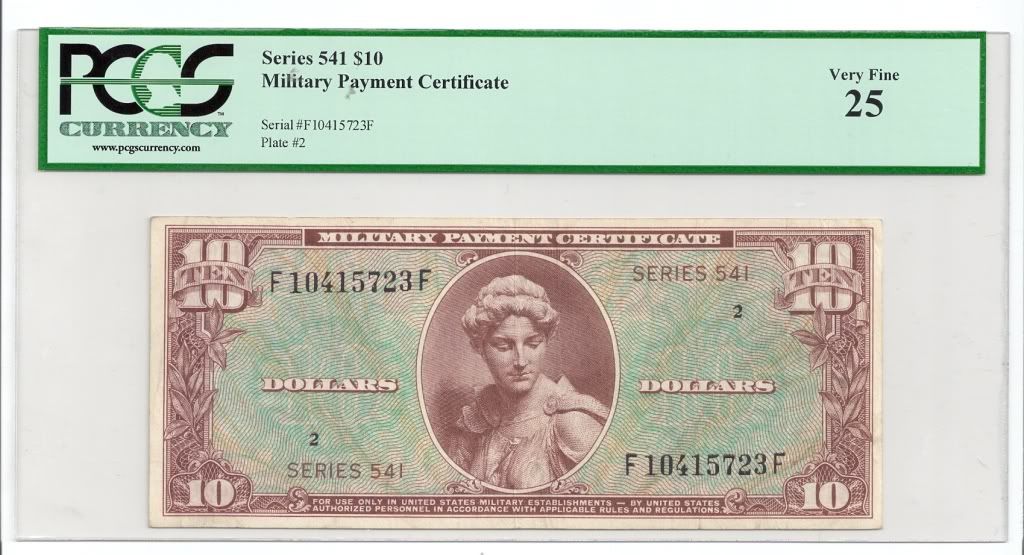 PCGS
CURRENCY
www.pcgscurrency.com
™
Series 541 $10
Military Payment Certificate
Serial #F10415723F
Plate #2
Very Fine
25
MILITARY PAYMENT CERTIFICATE
10
TEN
10
TEN
F10415723F
SERIES 541
2
DOLLARS
DOLLARS
2
SERIES 541
F10415723F
10
10
FOR USE ONLY IN UNITED STATES MILITARY ESTABLISHMENTS — BY UNITED STATES
AUTHORIZED PERSONNEL IN ACCORDANCE WITH APPLICABLE RULES AND REGULATIONS.